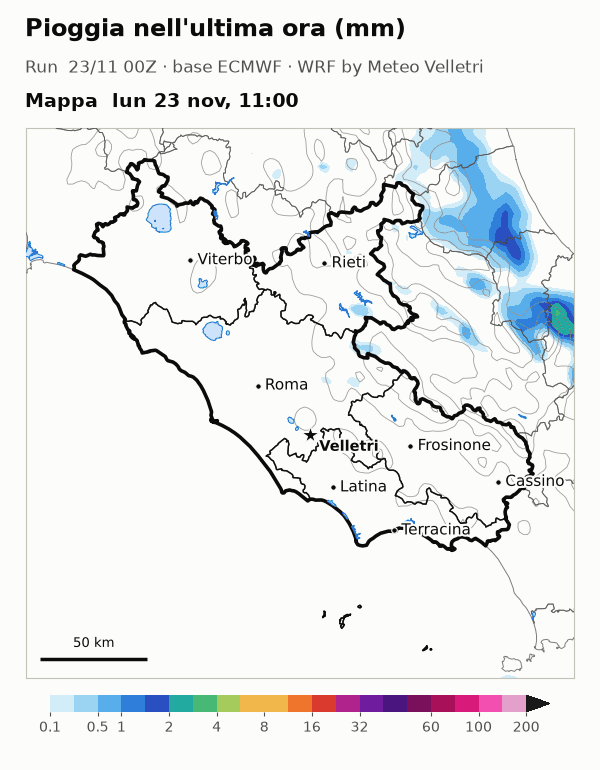 Pioggia nell'ultima ora (mm)
Run  23/11 00Z · base ECMWF · WRF by Meteo Velletri
Mappa  lun 23 nov, 11:00
Viterbo
Rieti
Roma
Velletri
Frosinone
Latina
Cassino
Terracina
50 km
0.1 0.5 1 2 4 8 16 32 60 100 200